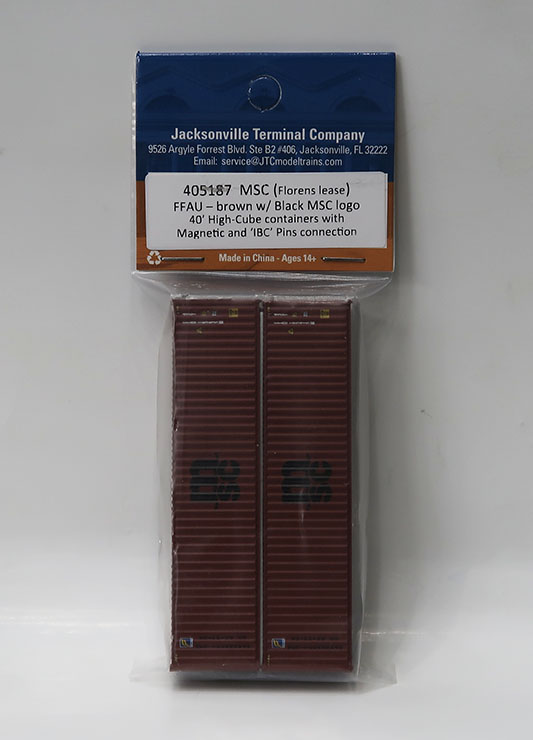 Jacksonville Terminal Company
9526 Argyle Forrest Blvd. Ste B2 #406, Jacksonville, FL 32222
Email: service@JTCmodeltrains.com
405187 MSC (Florens lease)
FFAU – brown w/ Black MSC logo
40' High-Cube containers with
Magnetic and 'IBC' Pins connection
Made in China - Ages 14+
msc
msc